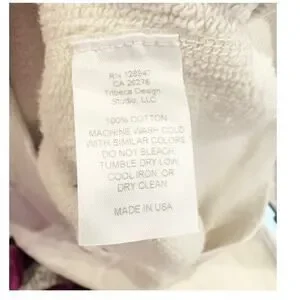 RN 128947
CA 26276
Tribeca Design
Studio, LLC
100% COTTON
MACHINE WASH COLD
WITH SIMILAR COLORS
DO NOT BLEACH
TUMBLE DRY LOW
COOL IRON, OR
DRY CLEAN
MADE IN USA